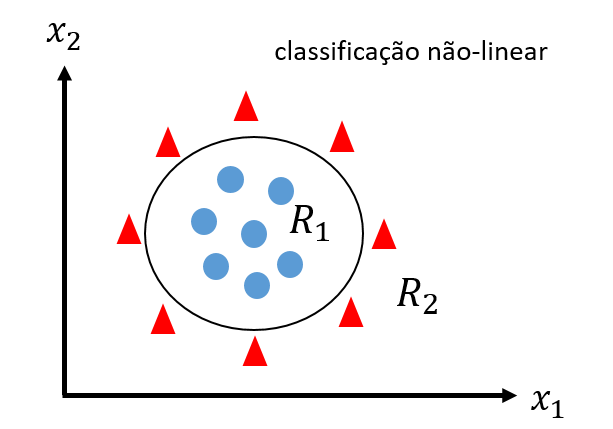 x₂
classificação não-linear
R₁
R₂
x₁